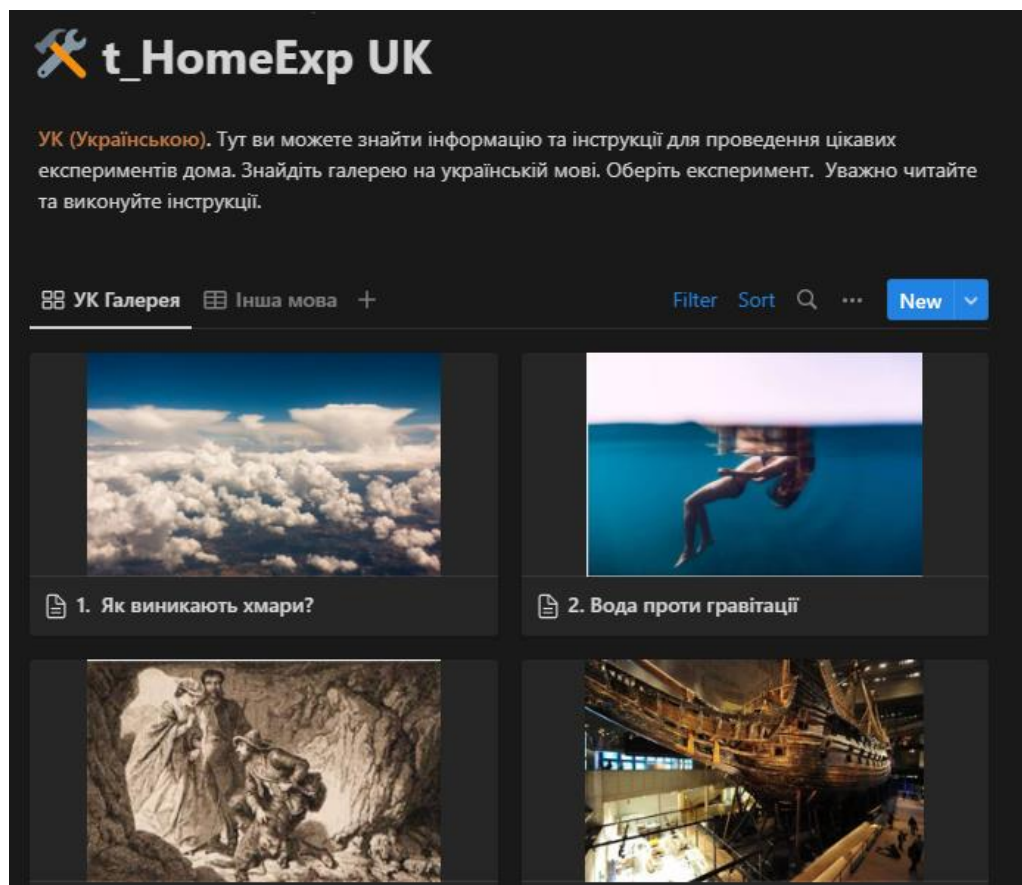 t_HomeExp UK
УК (Українською). Тут ви можете знайти інформацію та інструкції для проведення цікавих
експериментів дома. Знайдіть галерею на українській мові. Оберіть експеримент.  Уважно читайте
та виконуйте інструкції.
УК Галерея Інша мова + Filter Sort ... New
1.  Як виникають хмари?
2. Вода проти гравітації